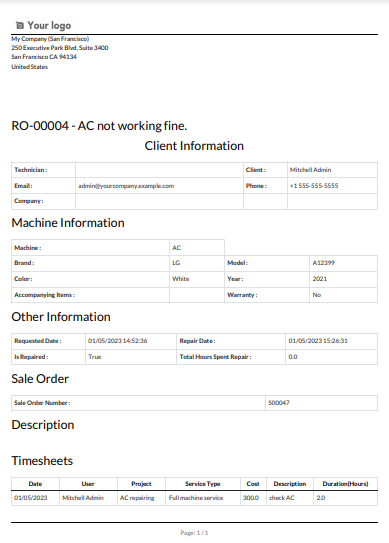 Your logo
My Company (San Francisco)
250 Executive Park Blvd, Suite 3400
San Francisco CA 94134
United States
RO-00004 - AC not working fine.
Client Information
Technician : Client : Mitchell Admin
Email : admin@yourcompany.example.com Phone : +1 555-555-5555
Company :
Machine Information
Machine : AC
Brand : LG Model : A12399
Color : White Year : 2021
Accompanying Items : Warranty : No
Other Information
Requested Date : 01/05/2023 14:52:36 Repair Date : 01/05/2023 15:26:31
Is Repaired : True Total Hours Spent Repair : 0.0
Sale Order
Sale Order Number : S00047
Description
Timesheets
Date User Project Service Type Cost Description Duration(Hours)
01/05/2023 Mitchell Admin AC repairing Full machine service 300.0 check AC 2.0
Page: 1 / 1